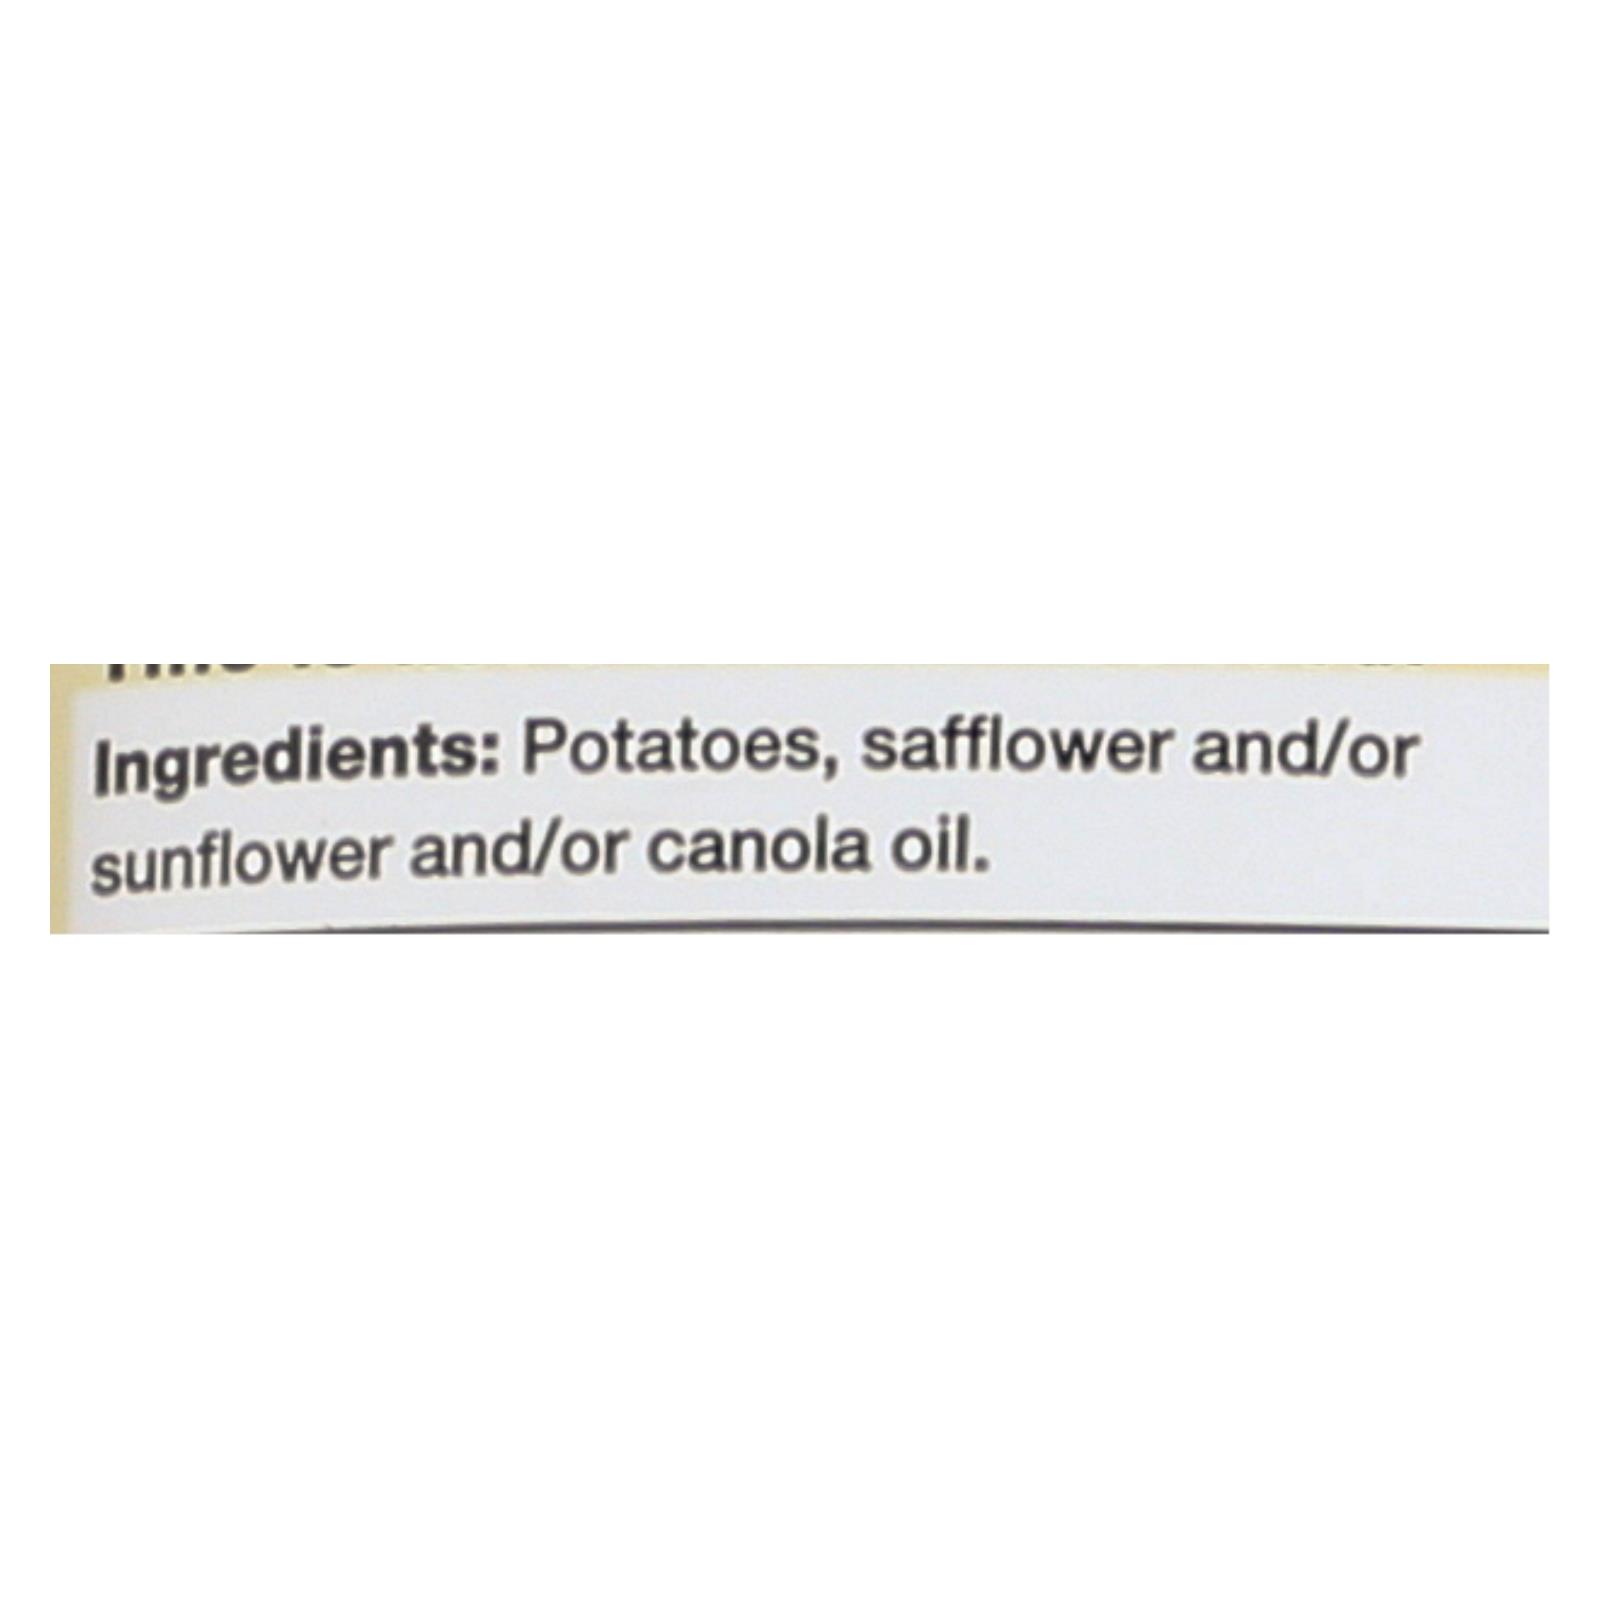 Ingredients: Potatoes, safflower and/or
sunflower and/or canola oil.